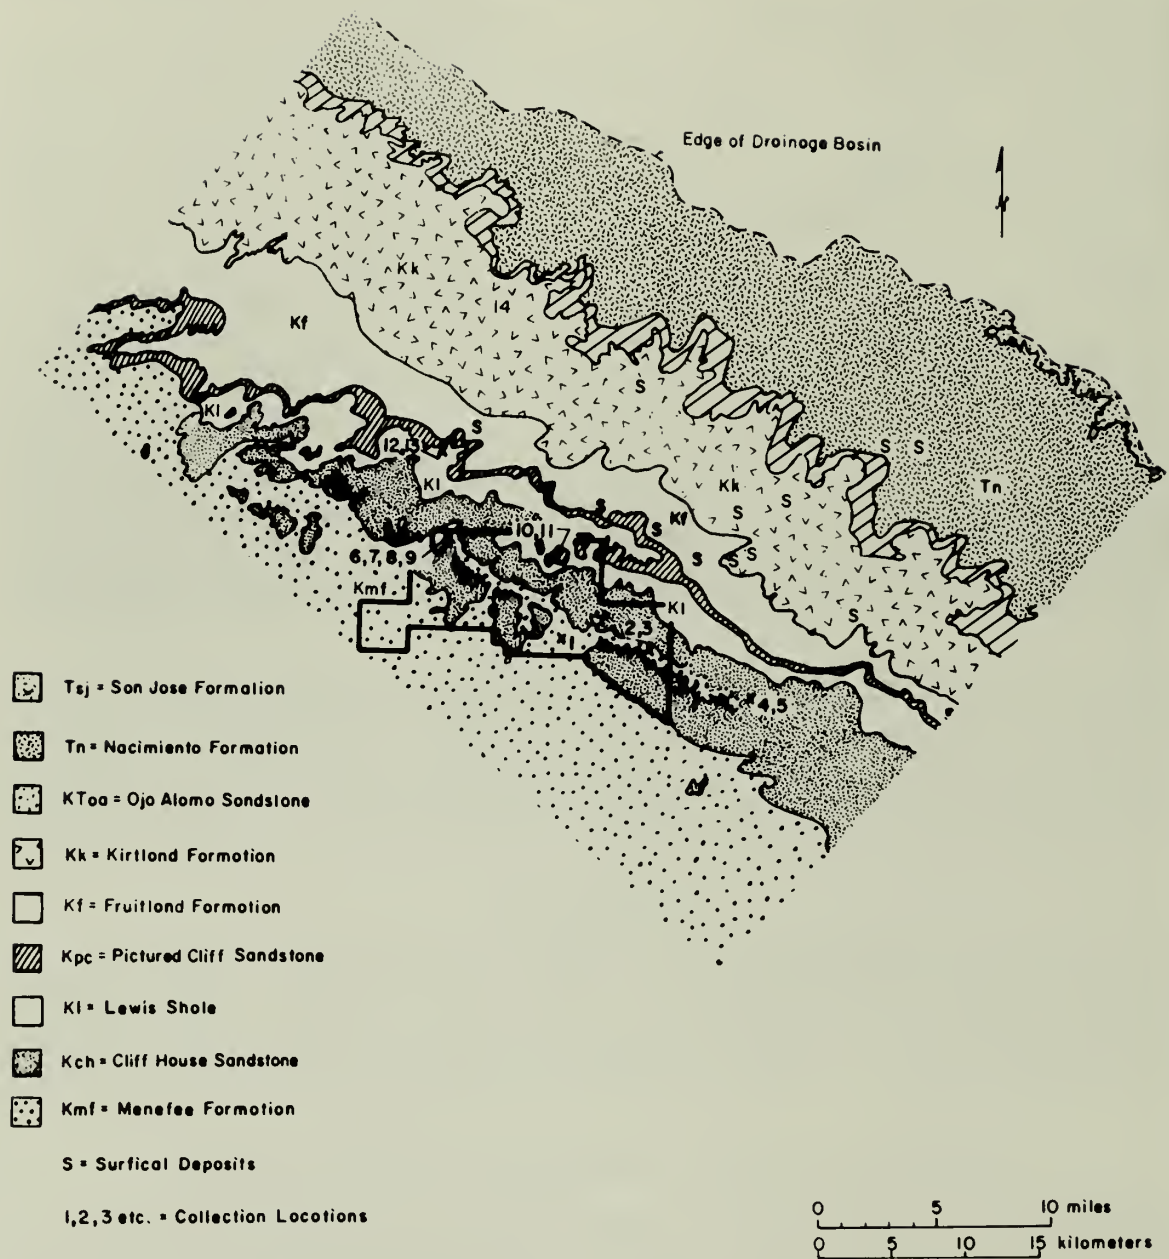 Edge of Drainage Basin
N
Kk
14
Kf
S
Kl
S
12,13
S S
Kl
Kk
S
Tn
S
Kf
S
S
10,11
S
S S
6,7,8,9
Kmf
Kl
S
2,3
1
4,5
Tsj = Son Jose Formation
Tn = Nacimiento Formation
KToa = Ojo Alamo Sandstone
Kk = Kirtland Formation
Kf = Fruitland Formation
Kpc = Pictured Cliff Sandstone
Kl = Lewis Shale
Kch = Cliff House Sandstone
Kmf = Menefee Formation
S = Surfical Deposits
1,2,3 etc. = Collection Locations
0 5 10 miles
0 5 10 15 kilometers